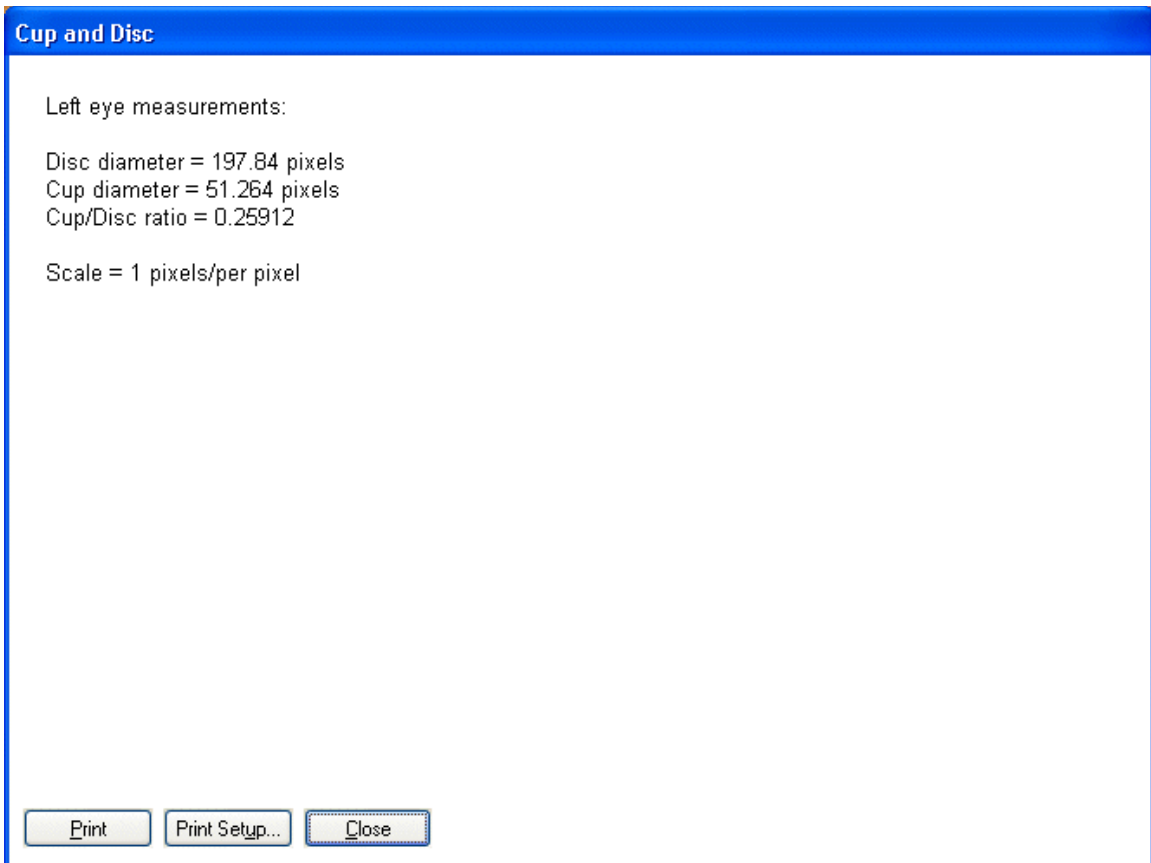 Cup and Disc
Left eye measurements:
Disc diameter = 197.84 pixels
Cup diameter = 51.264 pixels
Cup/Disc ratio = 0.25912
Scale = 1 pixels/per pixel
Print
Print Setup...
Close